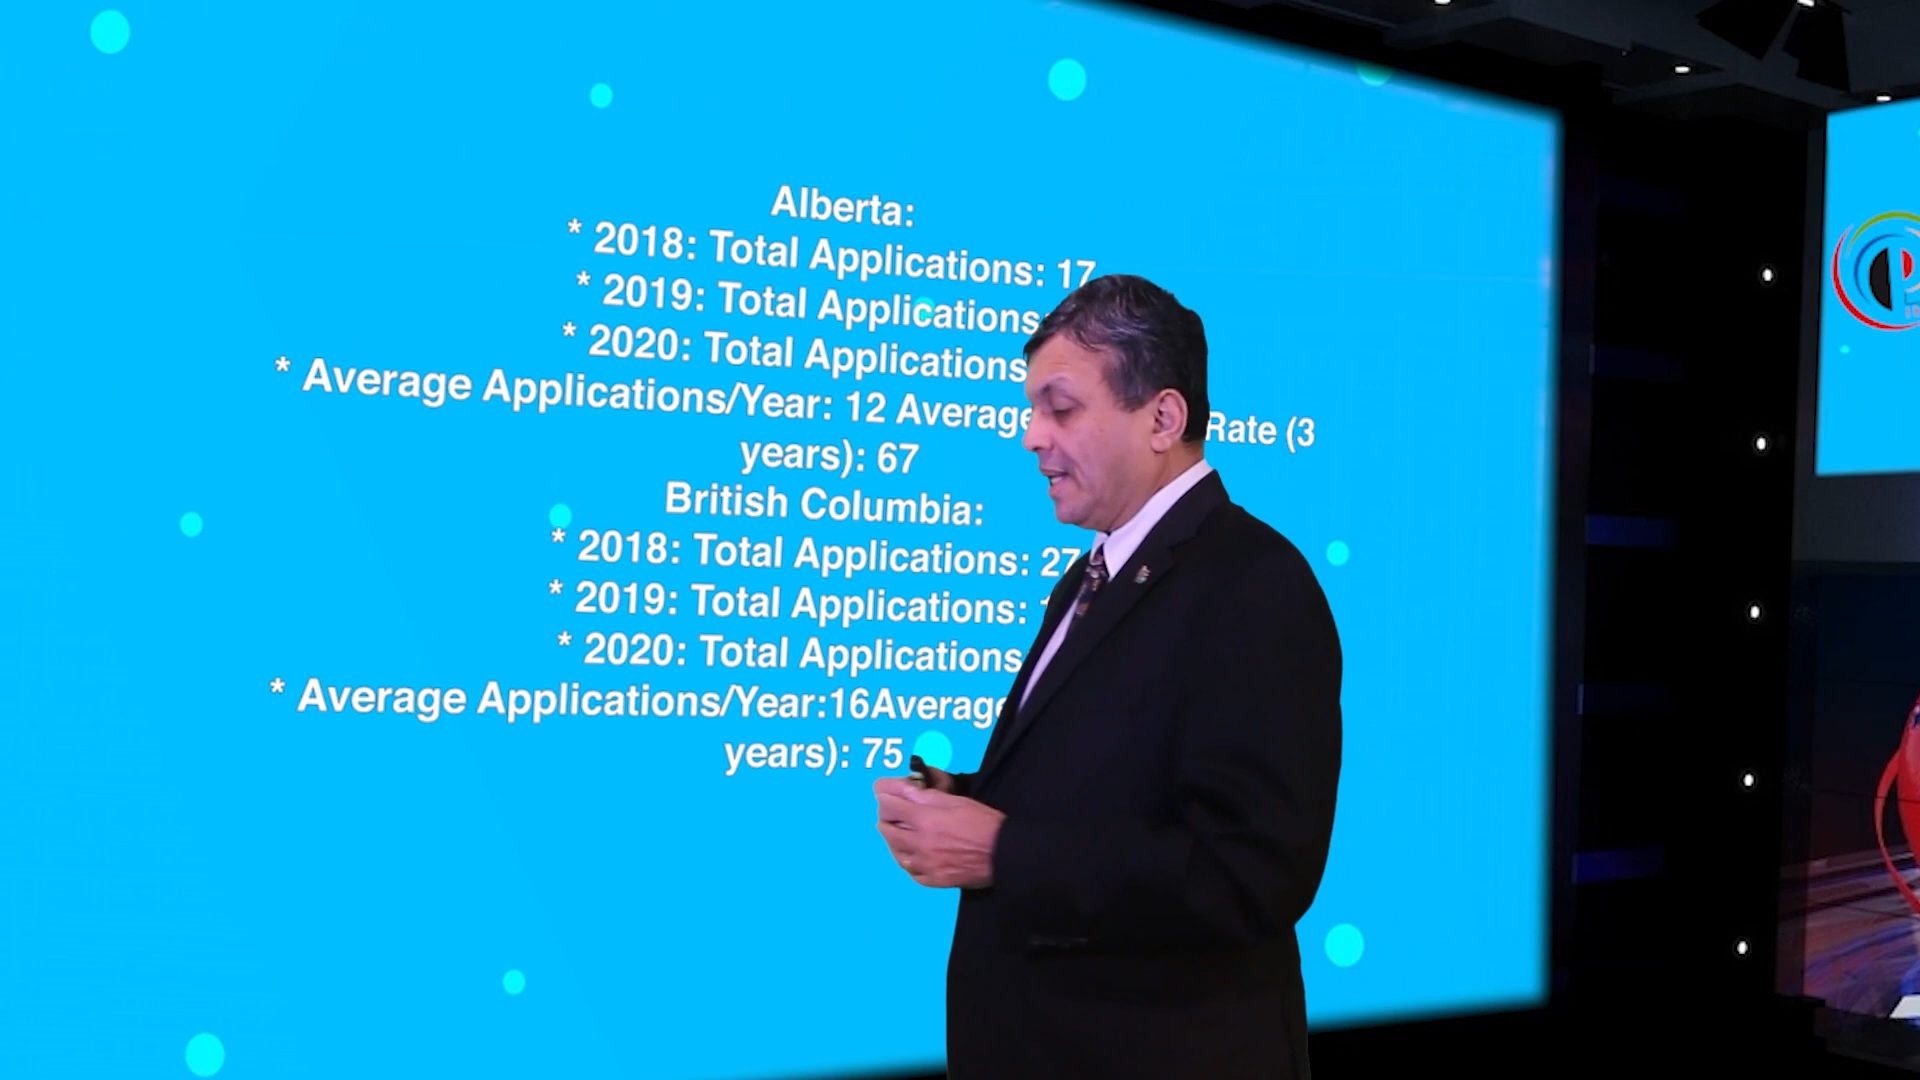 Alberta:
* 2018: Total Applications: 17
* 2019: Total Applications
* 2020: Total Applications
* Average Applications/Year: 12 Average Rate (3
years): 67
British Columbia:
* 2018: Total Applications: 27
* 2019: Total Applications:
* 2020: Total Applications
* Average Applications/Year:16Average
years): 75